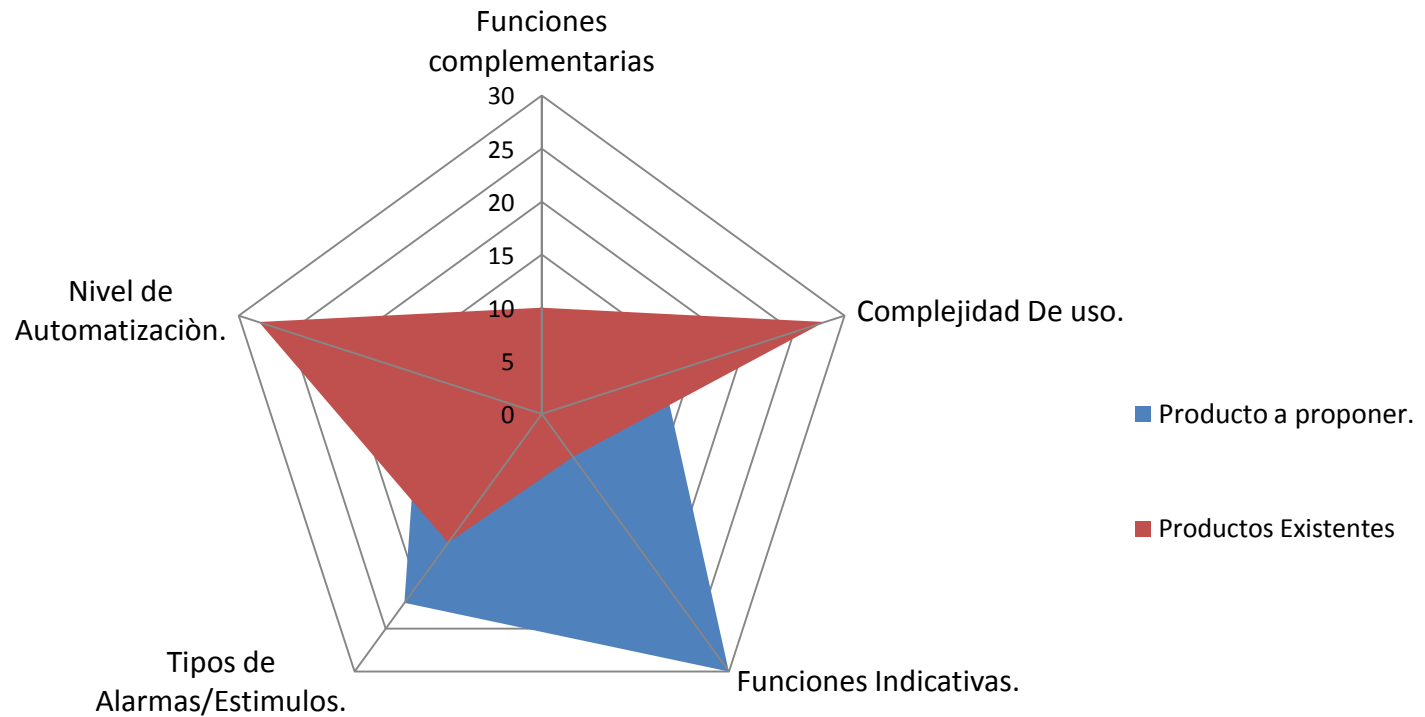 Funciones
complementarias
30
25
20
15
10
5
0
Nivel de
Automatizaciòn.
Complejidad De uso.
Producto a proponer.
Productos Existentes
Tipos de
Alarmas/Estimulos.
Funciones Indicativas.